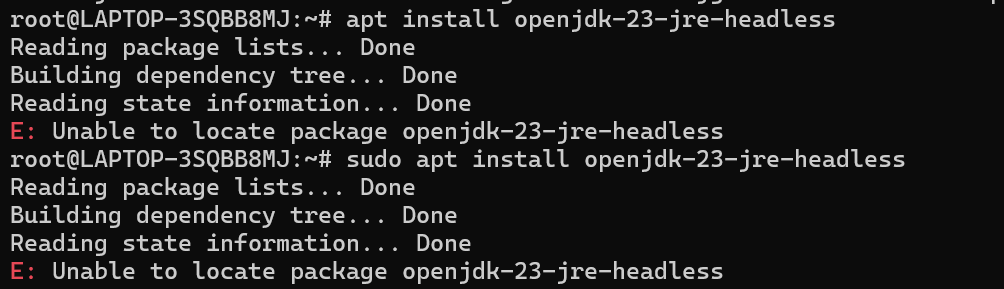 root@LAPTOP-3SQBB8MJ:~# apt install openjdk-23-jre-headless
Reading package lists... Done
Building dependency tree... Done
Reading state information... Done
E: Unable to locate package openjdk-23-jre-headless
root@LAPTOP-3SQBB8MJ:~# sudo apt install openjdk-23-jre-headless
Reading package lists... Done
Building dependency tree... Done
Reading state information... Done
E: Unable to locate package openjdk-23-jre-headless